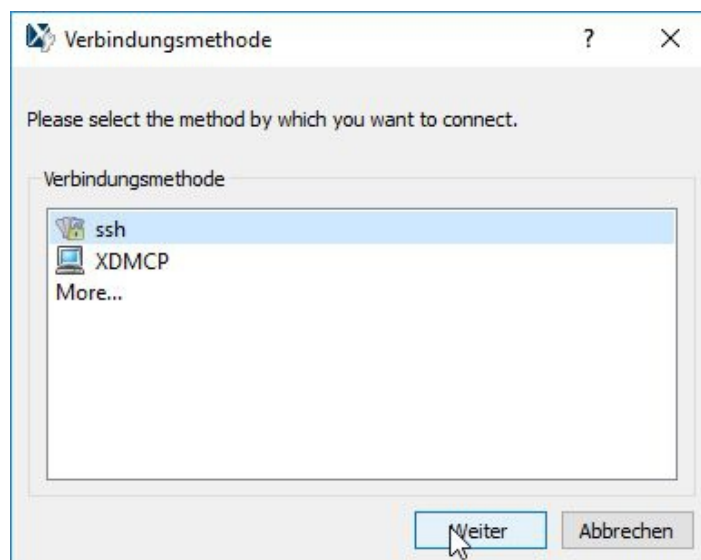 Verbindungsmethode
?
Please select the method by which you want to connect.
Verbindungsmethode
ssh
XDMCP
More...
Weiter Abbrechen